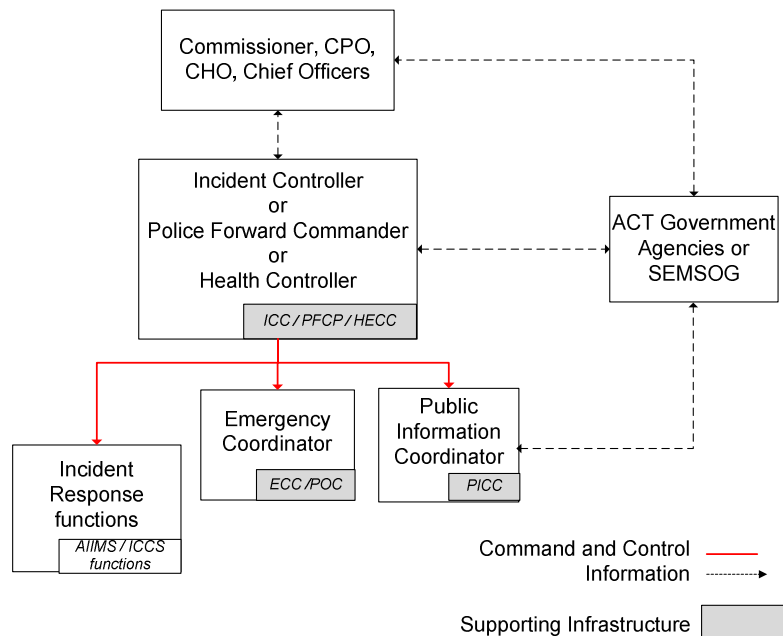 Commissioner, CPO,
CHO, Chief Officers
Incident Controller
or
Police Forward Commander
or
Health Controller
ICC / PFCP / HECC
ACT Government
Agencies or
SEMSOG
Incident
Response
functions
AIIMS / ICCS
functions
Emergency
Coordinator
ECC /POC
Public
Information
Coordinator
PICC
Command and Control
Information
Supporting Infrastructure